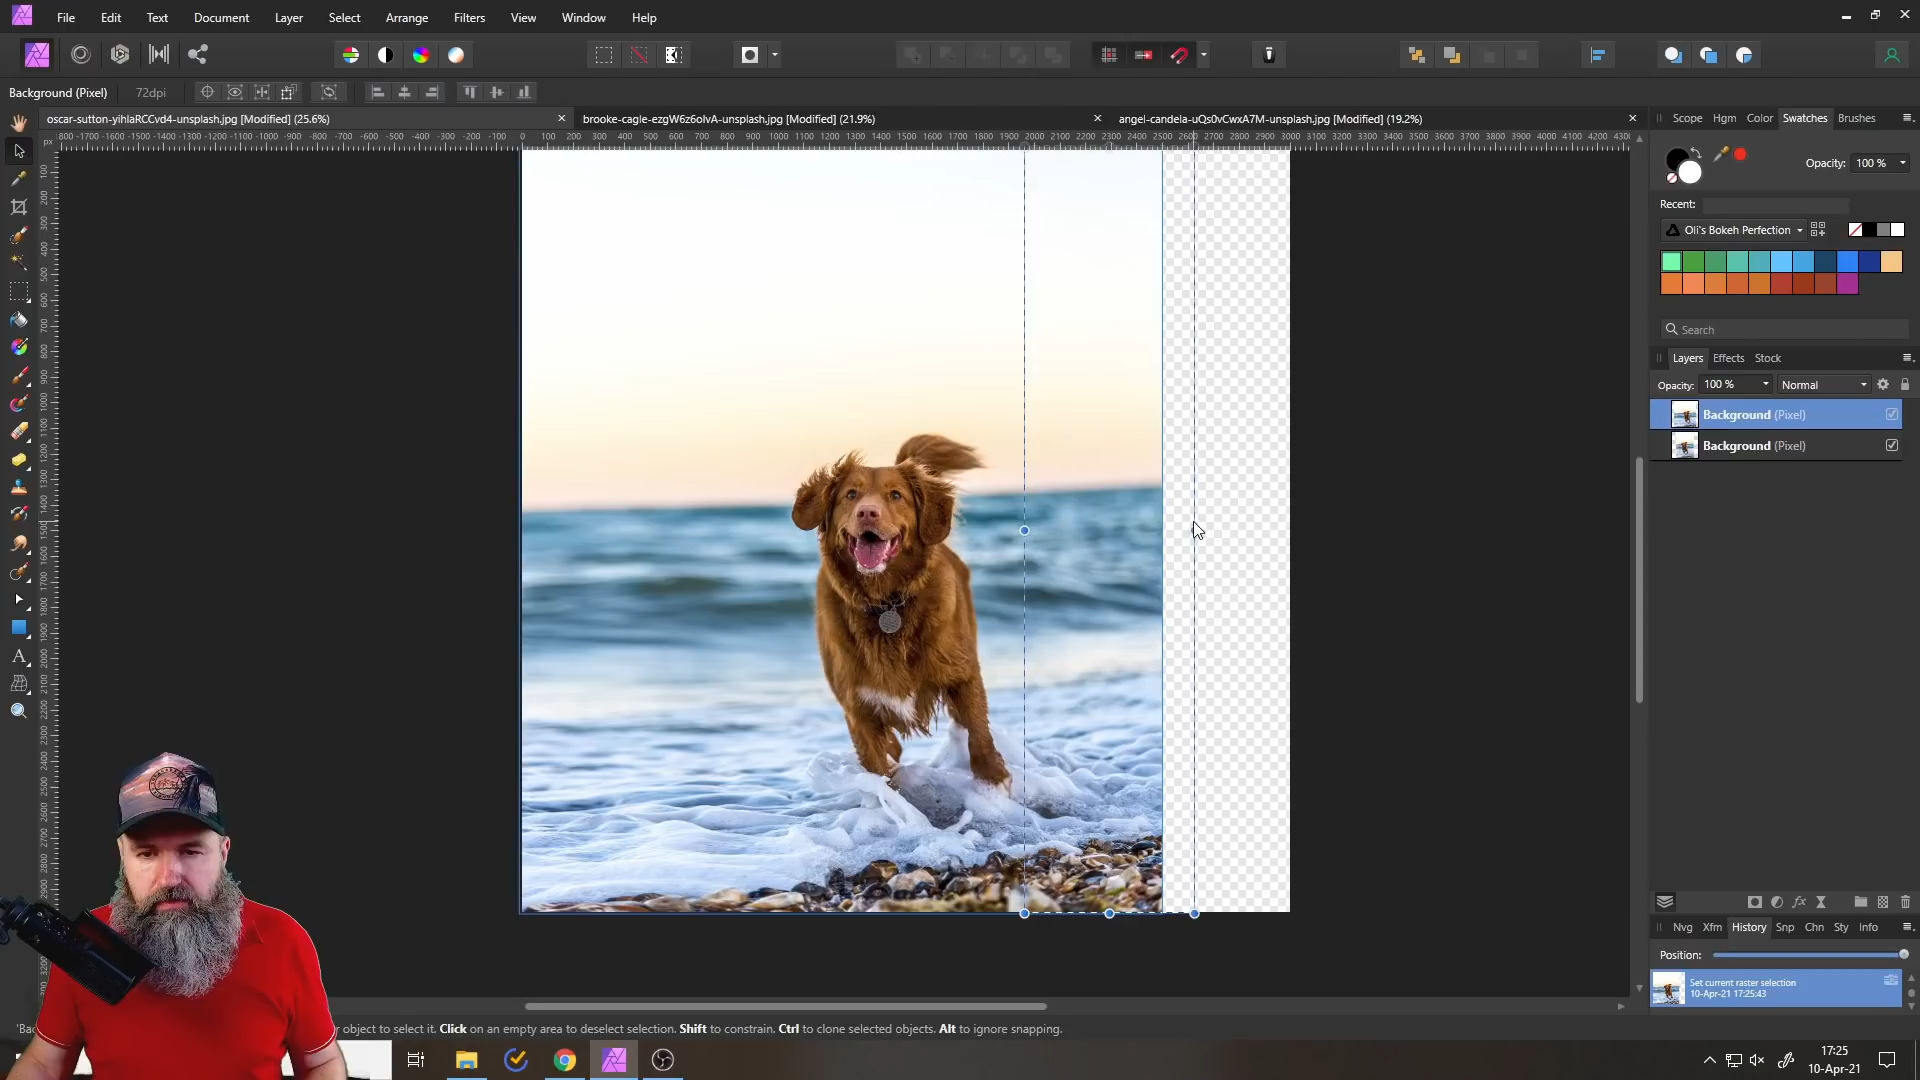 File Edit Text Document Layer Select Arrange Filters View Window Help
Background (Pixel) 72dpi
oscar-sutton-yihlaRCCvd4-unsplash.jpg [Modified] (25.6%)
brooke-cagle-ezgW6z6olvA-unsplash.jpg [Modified] (21.9%)
angel-candela-uQs0vCwxA7M-unsplash.jpg [Modified] (19.2%)
Scope Hgm Color Swatches Brushes
px
Opacity: 100 %
Recent:
Oli's Bokeh Perfection
Search
Layers Effects Stock
Opacity: 100 % Normal
Background (Pixel)
Background (Pixel)
Nvg Xfm History Snp Chn Sty Info
Position:
Set current raster selection
10-Apr-21 17:25:43
object to select it. Click on an empty area to deselect selection. Shift to constrain. Ctrl to clone selected objects. Alt to ignore snapping.
17:25
10-Apr-21